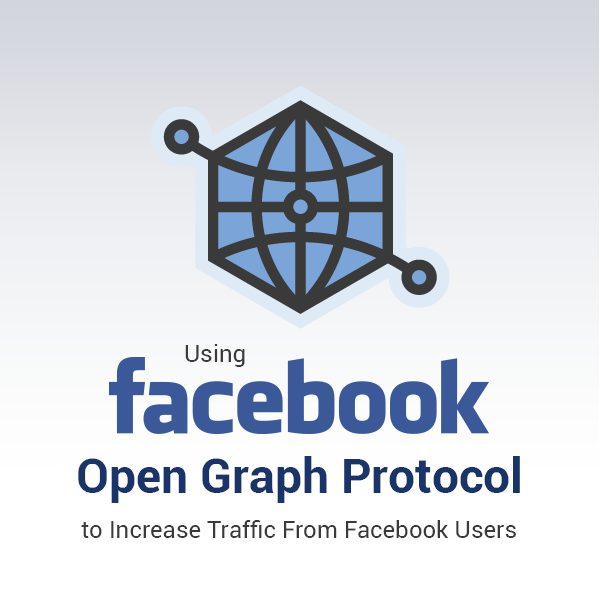 Using
facebook
Open Graph Protocol
to Increase Traffic From Facebook Users